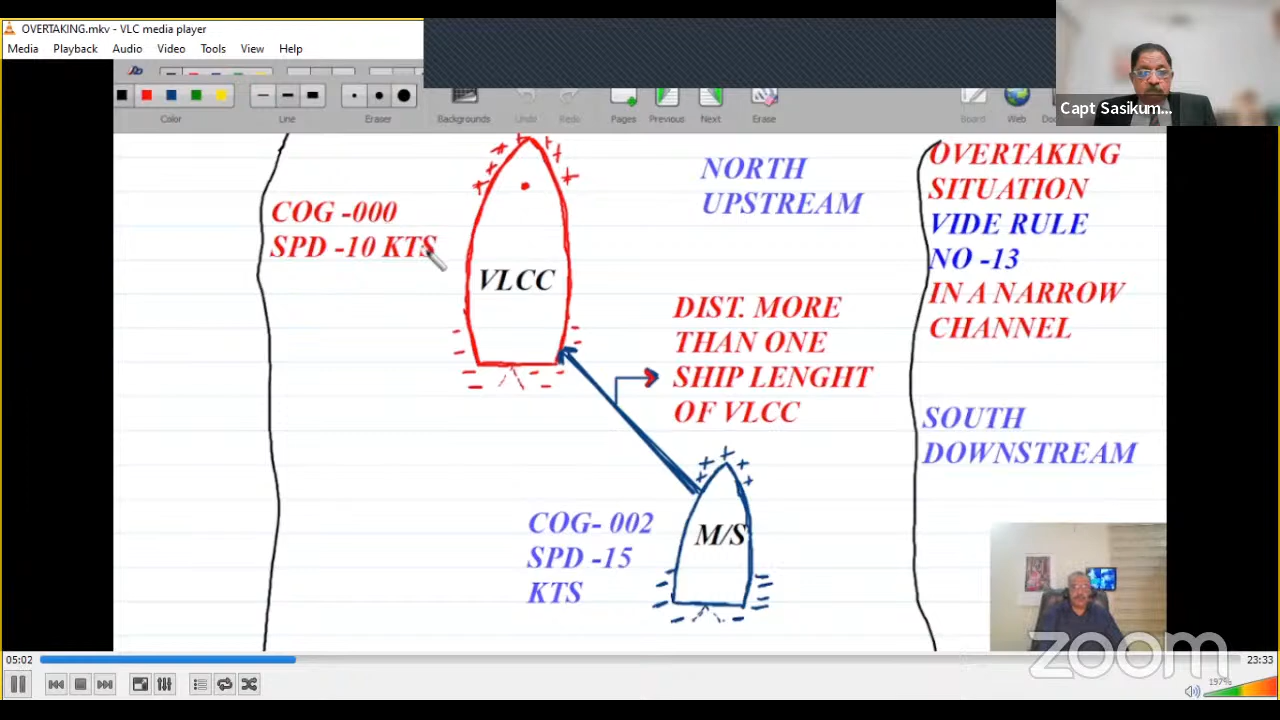 OVERTAKING.mkv - VLC media player
Media Playback Audio Video Tools View Help
Capt Sasikum...
Color Line Eraser Backgrounds Undo Redo Pages Previous Next Erase Board Web
COG -000
SPD -10 KTS
VLCC
NORTH
UPSTREAM
OVERTAKING
SITUATION
VIDE RULE
NO -13
IN A NARROW
CHANNEL
DIST. MORE
THAN ONE
SHIP LENGHT
OF VLCC
SOUTH
DOWNSTREAM
COG- 002
SPD -15
KTS
M/S
zoom
05:02
23:33
197%